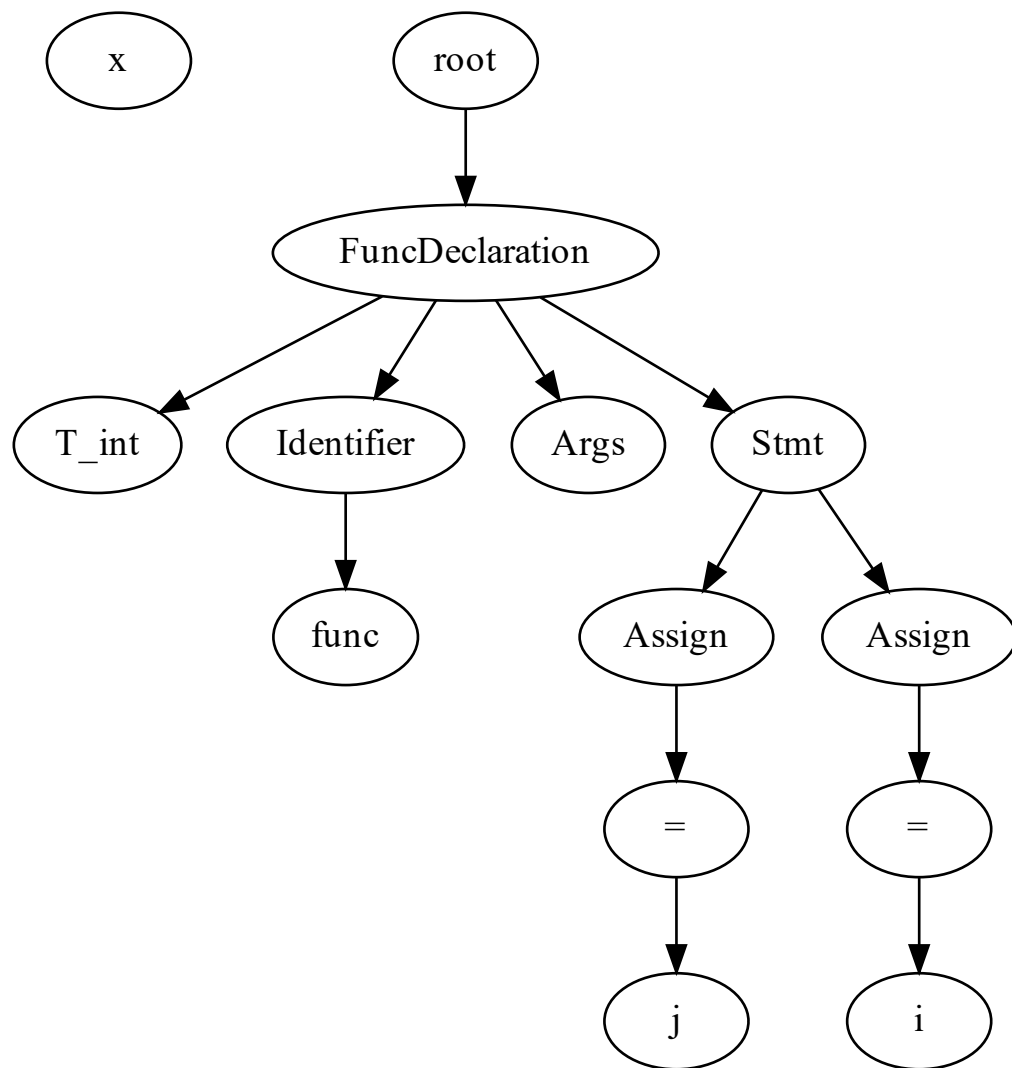 x
root
FuncDeclaration
T_int
Identifier
Args
Stmt
func
Assign
Assign
=
=
j
i